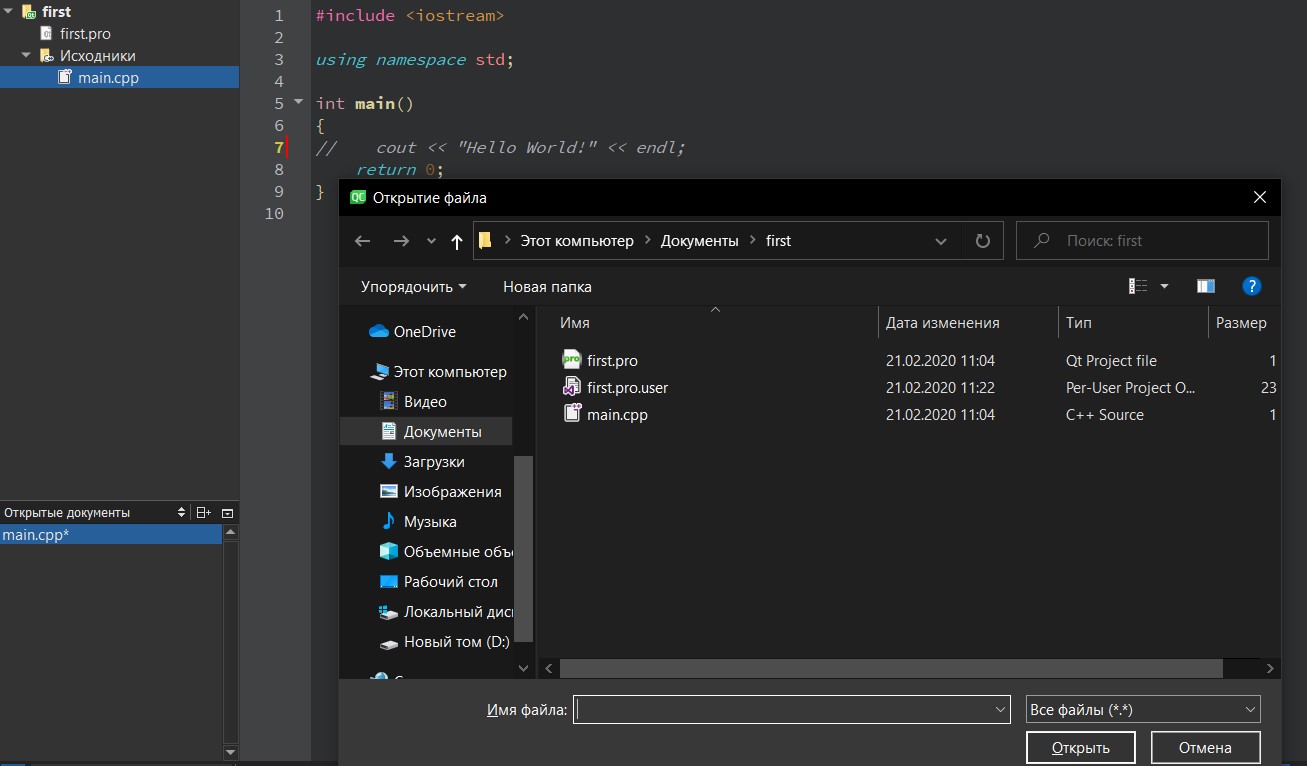 first
first.pro
Исходники
main.cpp
1 #include <iostream>
2
3 using namespace std;
4
5 int main()
6 {
7 //    cout << "Hello World!" << endl;
8     return 0;
9 }
10
Открытые документы
main.cpp*
QC Открытие файла
Этот компьютер > Документы > first
Поиск: first
Упорядочить
Новая папка
?
OneDrive
Этот компьютер
Видео
Документы
Загрузки
Изображения
Музыка
Объемные объ
Рабочий стол
Локальный дис
Новый том (D:)
Имя Дата изменения Тип Размер
first.pro 21.02.2020 11:04 Qt Project file 1
first.pro.user 21.02.2020 11:22 Per-User Project O... 23
main.cpp 21.02.2020 11:04 C++ Source 1
Имя файла:
Все файлы (*.*)
Открыть
Отмена